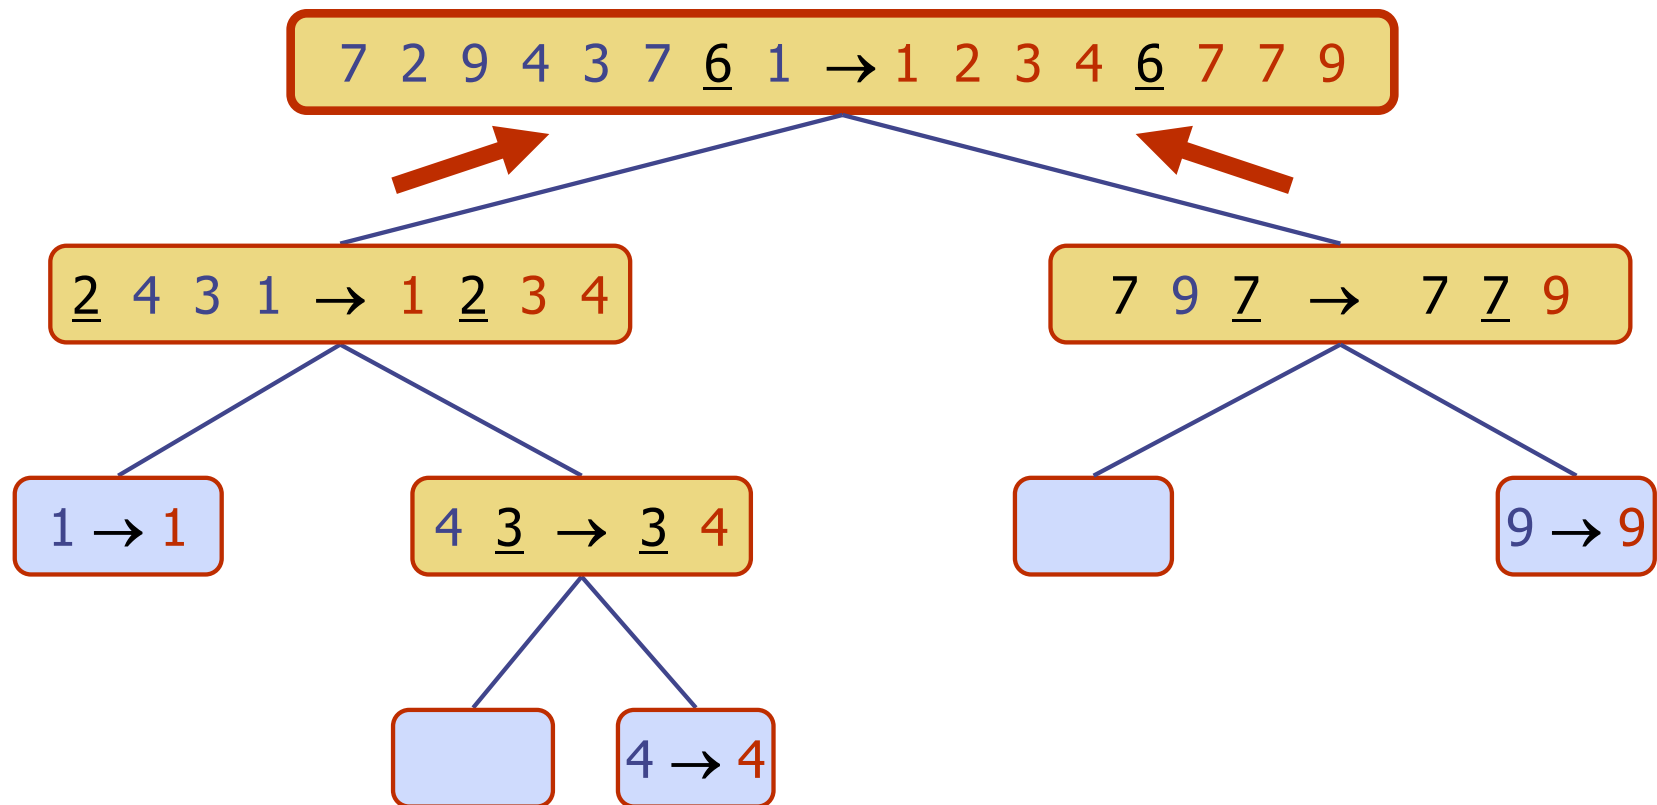 7 2 9 4 3 7 6 1 → 1 2 3 4 6 7 7 9
2 4 3 1 → 1 2 3 4
7 9 7 → 7 7 9
1 → 1
4 3 → 3 4
9 → 9
4 → 4